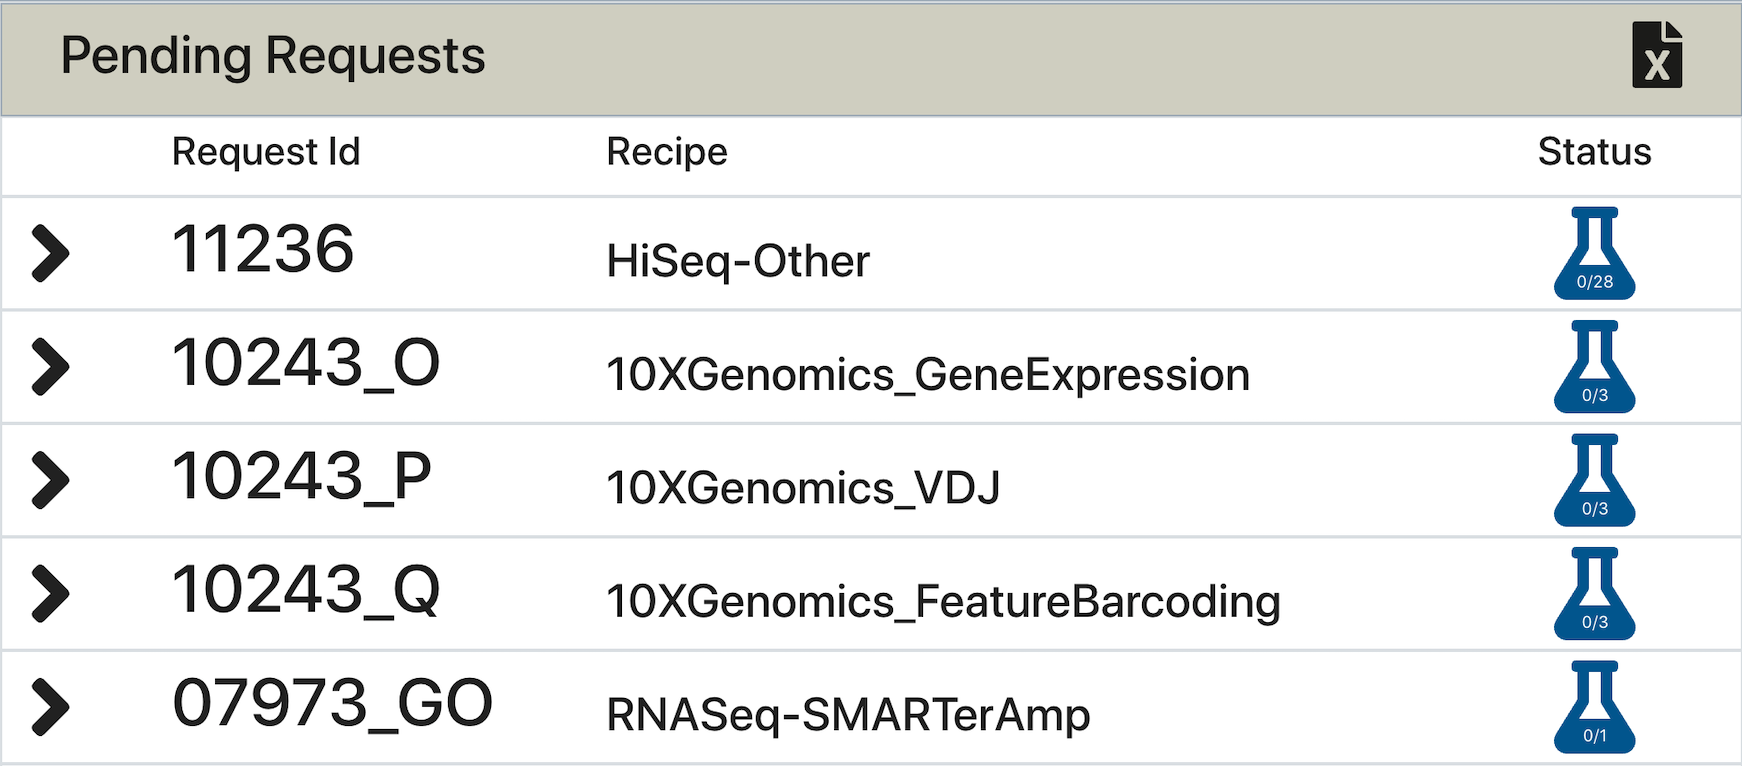 Pending Requests
X
Request Id Recipe Status
11236 HiSeq-Other 0/28
10243_O 10XGenomics_GeneExpression 0/3
10243_P 10XGenomics_VDJ 0/3
10243_Q 10XGenomics_FeatureBarcoding 0/3
07973_GO RNASeq-SMARTerAmp 0/1